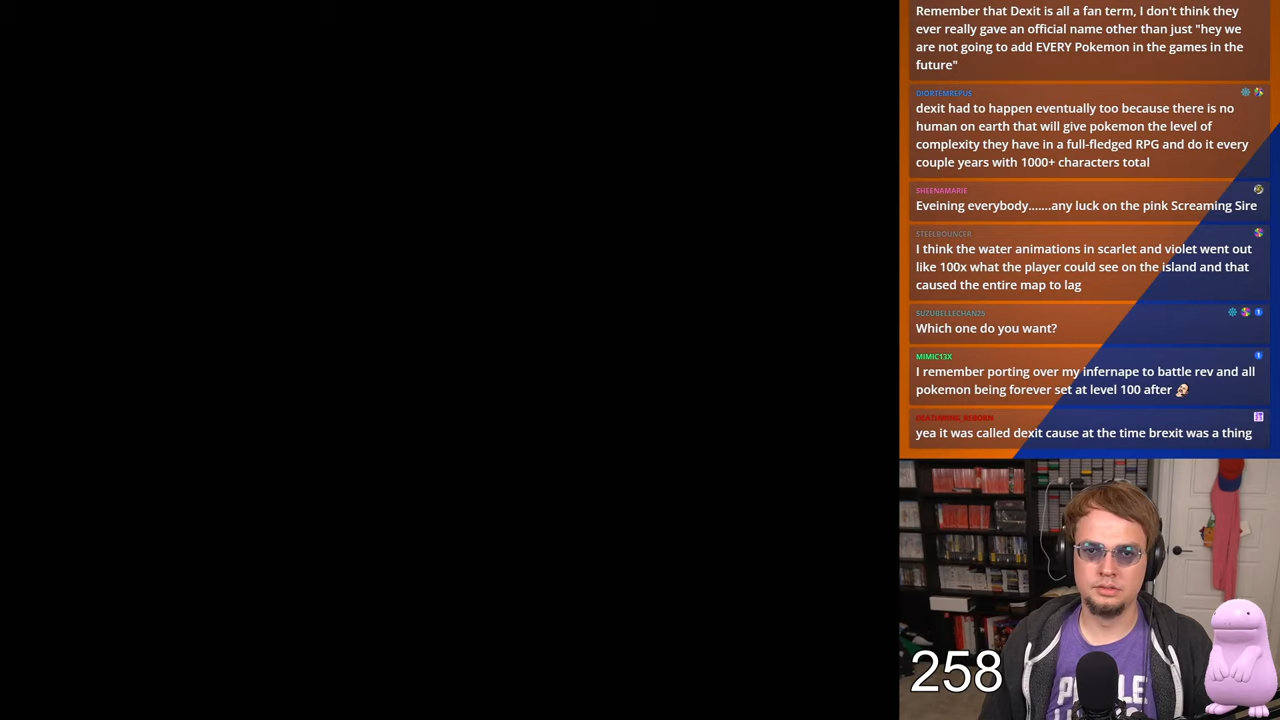 Remember that Dexit is all a fan term, I don't think they
ever really gave an official name other than just "hey we
are not going to add EVERY Pokemon in the games in the
future"
DIORTEMREPUS
dexit had to happen eventually too because there is no
human on earth that will give pokemon the level of
complexity they have in a full-fledged RPG and do it every
couple years with 1000+ characters total
SHEENAMARIE
Eveining everybody.......any luck on the pink Screaming Sire
STEELBOUNCER
I think the water animations in scarlet and violet went out
like 100x what the player could see on the island and that
caused the entire map to lag
SUZUBELLECHAN25
Which one do you want?
MIMIC13X
I remember porting over my infernape to battle rev and all
pokemon being forever set at level 100 after
yea it was called dexit cause at the time brexit was a thing
258